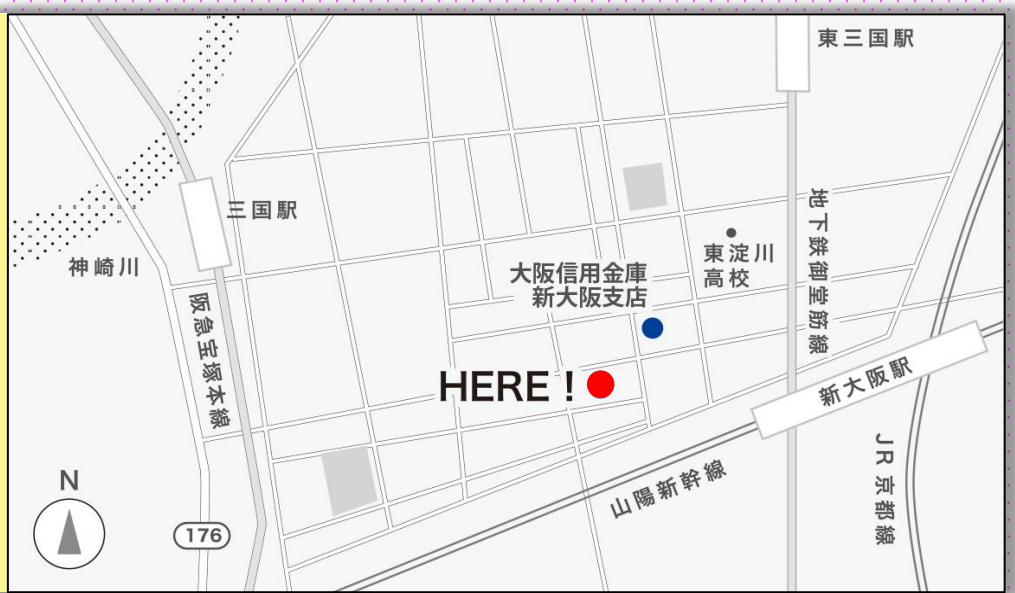 東三国駅
三国駅
神崎川
地下鉄御堂筋線
東淀川
高校
大阪信用金庫
新大阪支店
阪急宝塚本線
HERE !
新大阪駅
山陽新幹線
JR京都線
N
176